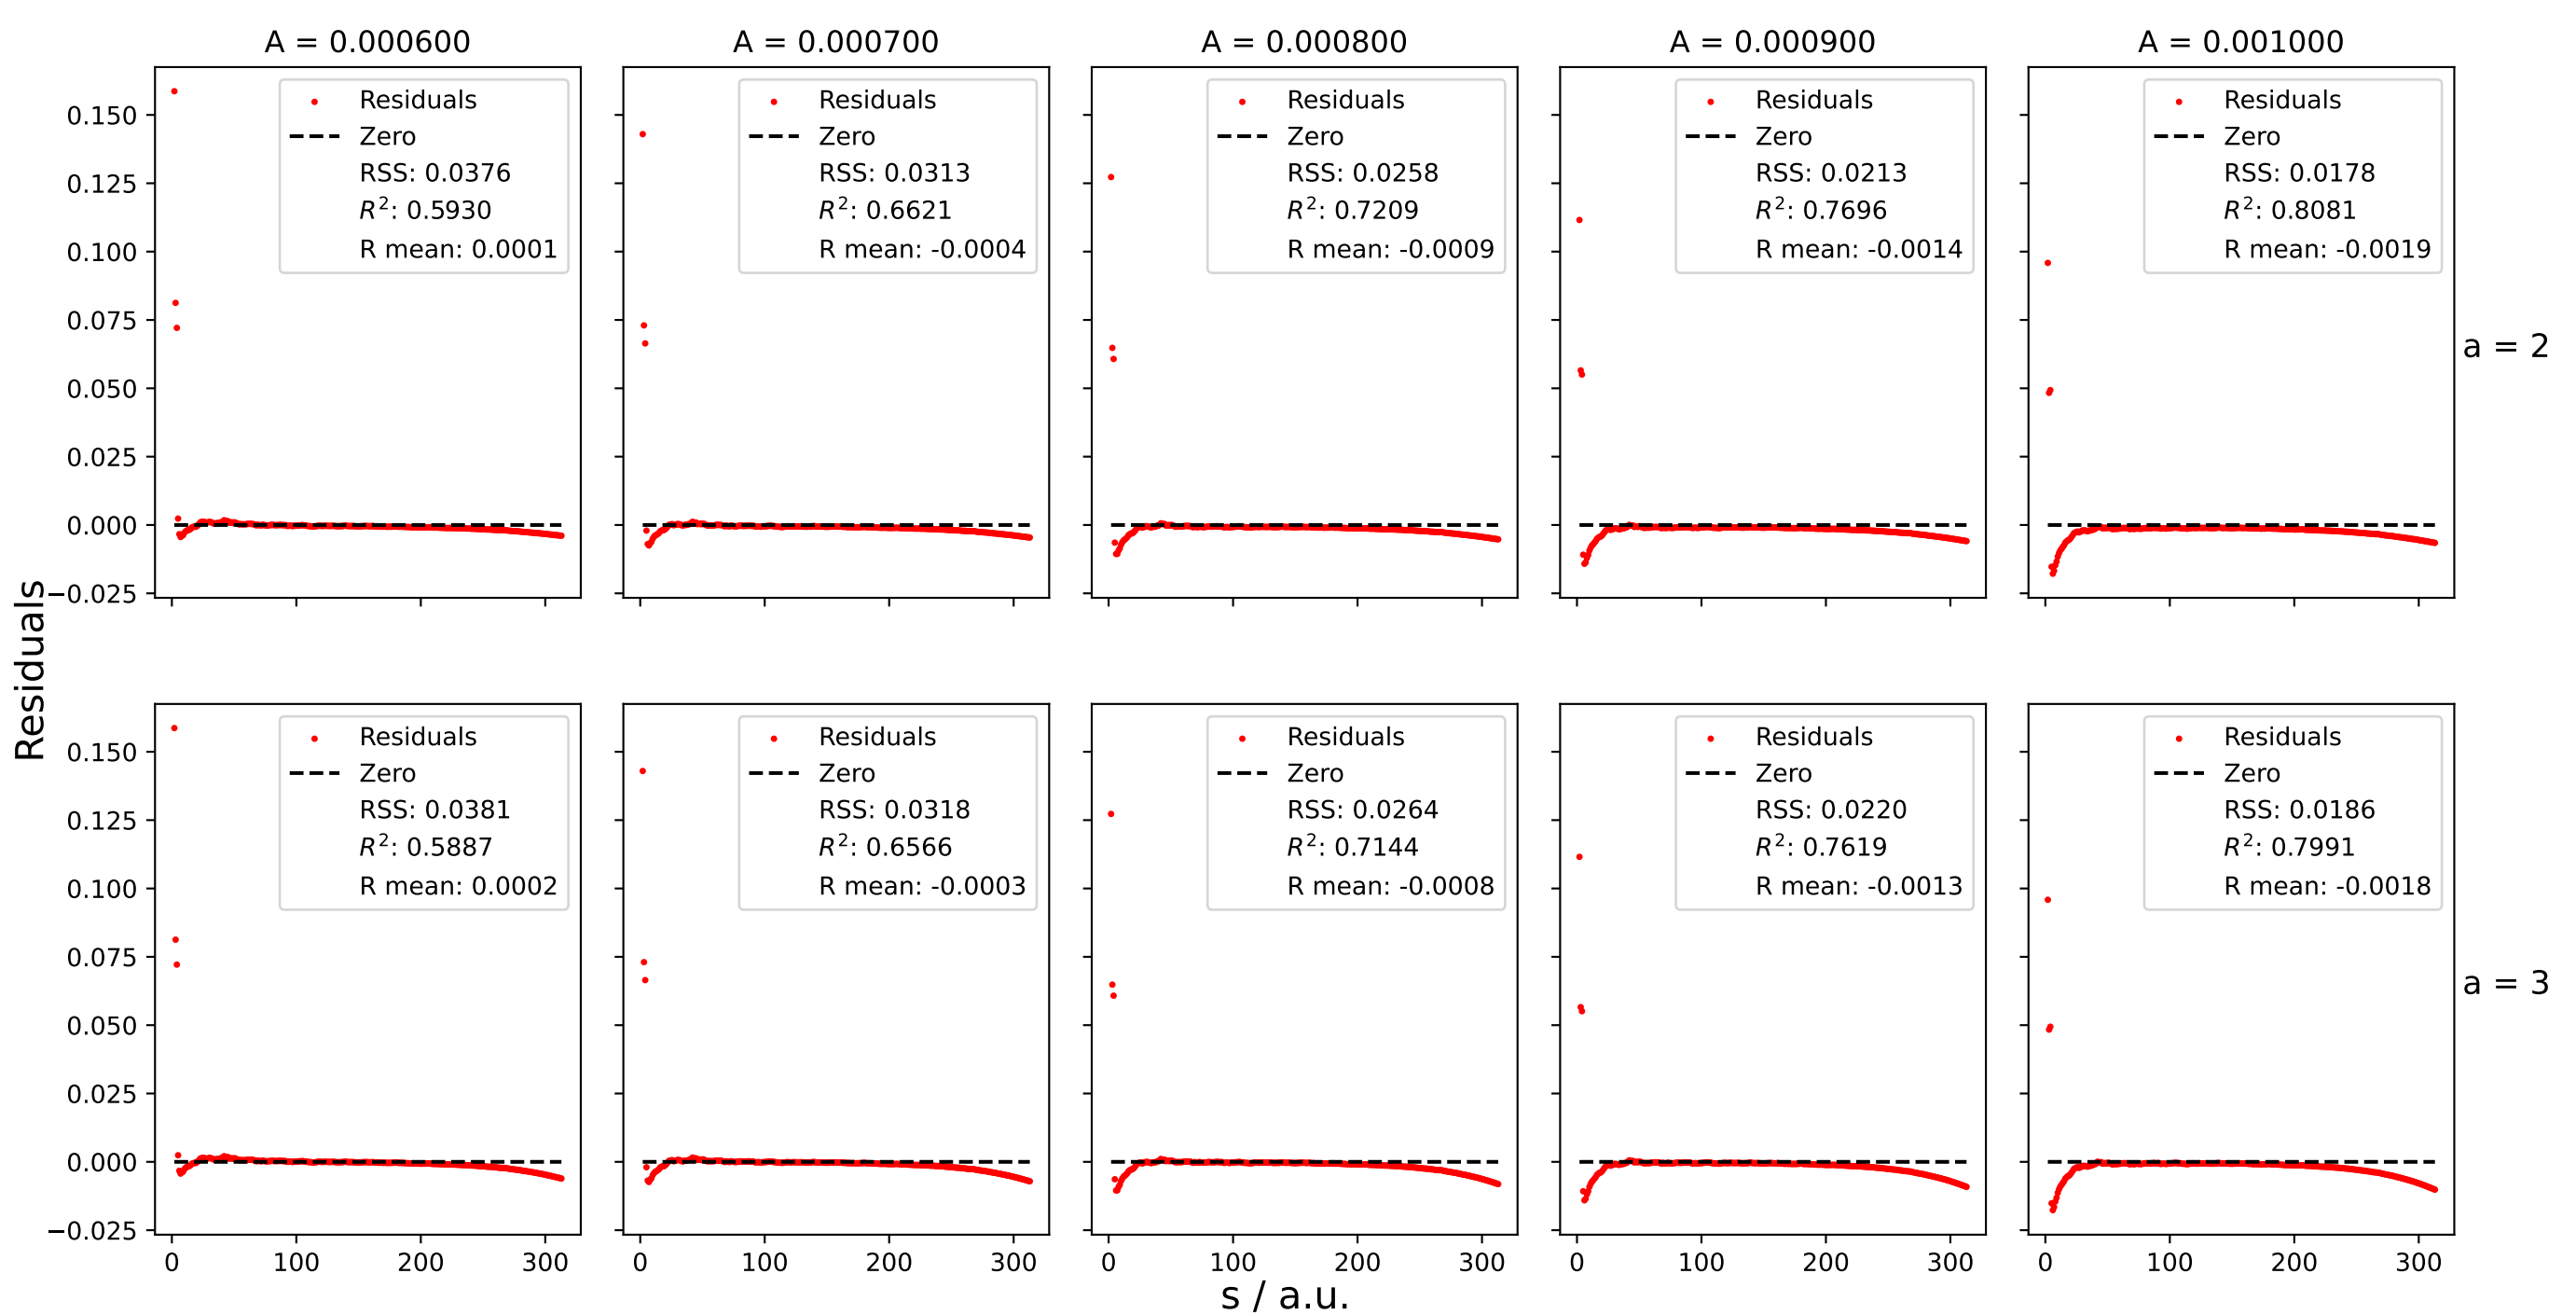 A = 0.000600
A = 0.000700
A = 0.000800
A = 0.000900
A = 0.001000
Residuals
0.150
0.125
0.100
0.075
0.050
0.025
0.000
−0.025
Residuals
Zero
RSS: 0.0376
R²: 0.5930
R mean: 0.0001
Residuals
Zero
RSS: 0.0313
R²: 0.6621
R mean: -0.0004
Residuals
Zero
RSS: 0.0258
R²: 0.7209
R mean: -0.0009
Residuals
Zero
RSS: 0.0213
R²: 0.7696
R mean: -0.0014
Residuals
Zero
RSS: 0.0178
R²: 0.8081
R mean: -0.0019
a = 2
0.150
0.125
0.100
0.075
0.050
0.025
0.000
−0.025
Residuals
Zero
RSS: 0.0381
R²: 0.5887
R mean: 0.0002
Residuals
Zero
RSS: 0.0318
R²: 0.6566
R mean: -0.0003
Residuals
Zero
RSS: 0.0264
R²: 0.7144
R mean: -0.0008
Residuals
Zero
RSS: 0.0220
R²: 0.7619
R mean: -0.0013
Residuals
Zero
RSS: 0.0186
R²: 0.7991
R mean: -0.0018
a = 3
0 100 200 300
0 100 200 300
0 100 200 300
0 100 200 300
0 100 200 300
s / a.u.